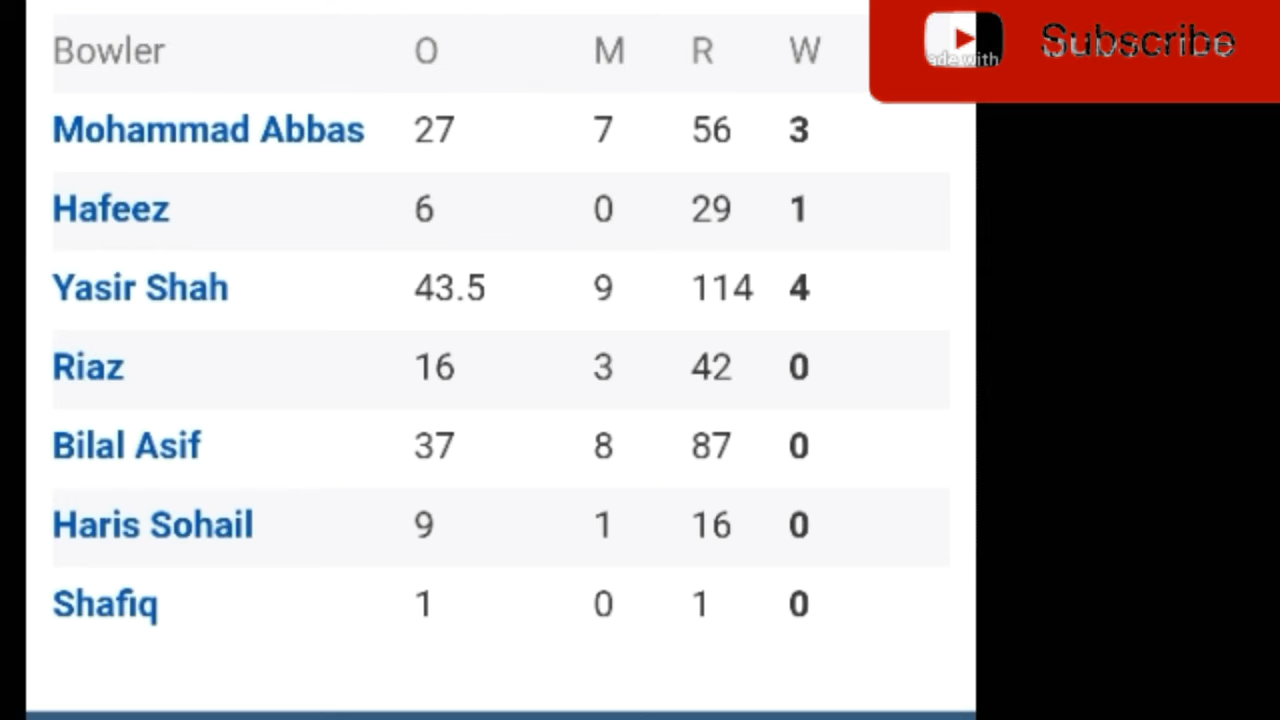 Bowler O M R W
Subscribe
ade with
Mohammad Abbas 27 7 56 3
Hafeez 6 0 29 1
Yasir Shah 43.5 9 114 4
Riaz 16 3 42 0
Bilal Asif 37 8 87 0
Haris Sohail 9 1 16 0
Shafiq 1 0 1 0